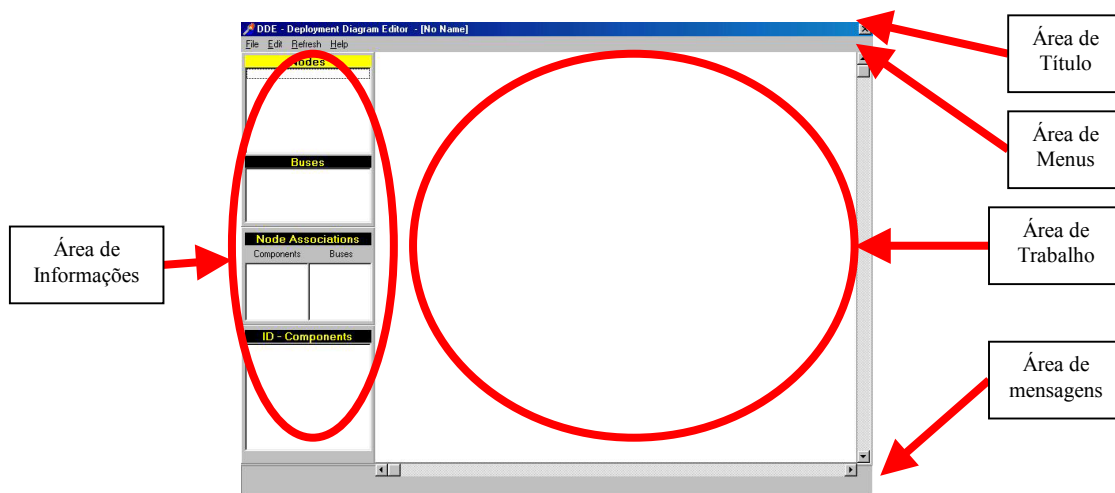 DDE - Deployment Diagram Editor - [No Name]
File Edit Refresh Help
Nodes
Buses
Node Associations
Components Buses
ID - Components
Área de
Informações
Área de
Título
Área de
Menus
Área de
Trabalho
Área de
mensagens